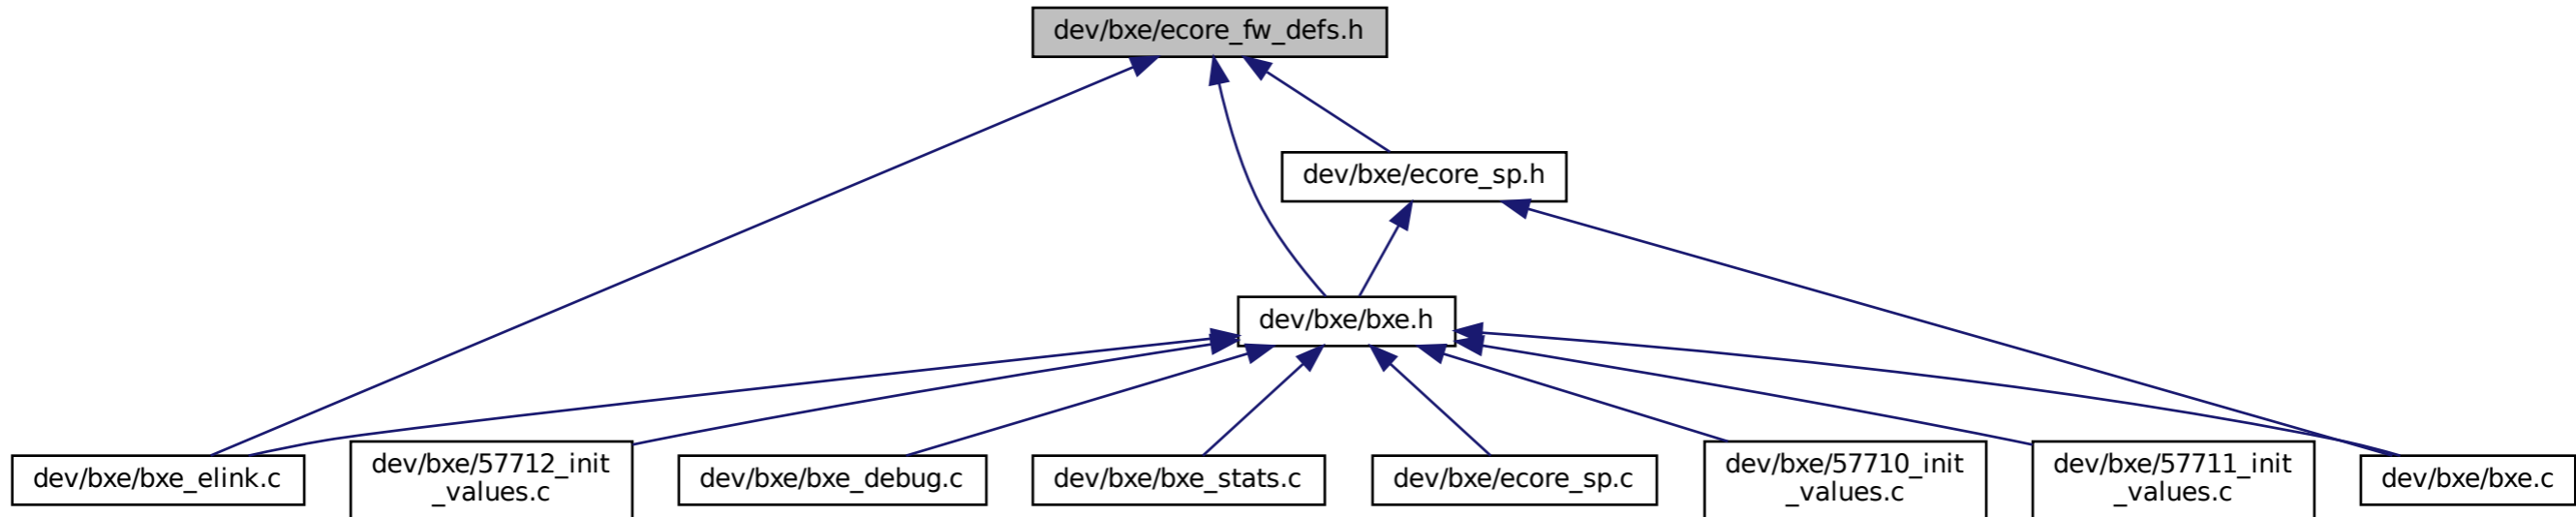 dev/bxe/ecore_fw_defs.h
dev/bxe/ecore_sp.h
dev/bxe/bxe.h
dev/bxe/bxe_elink.c
dev/bxe/57712_init
_values.c
dev/bxe/bxe_debug.c
dev/bxe/bxe_stats.c
dev/bxe/ecore_sp.c
dev/bxe/57710_init
_values.c
dev/bxe/57711_init
_values.c
dev/bxe/bxe.c